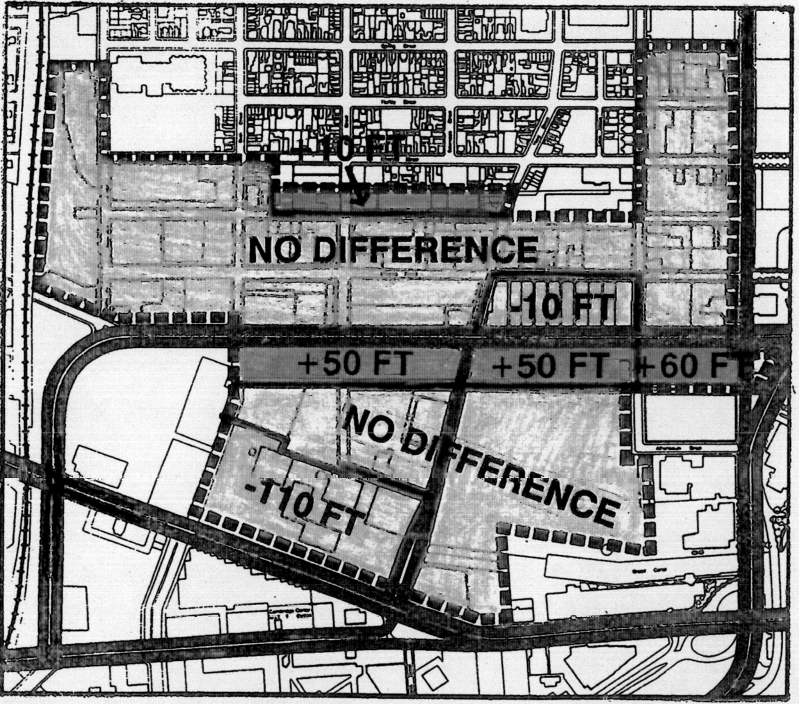 +10 FT
NO DIFFERENCE
-10 FT
+50 FT
+50 FT
+60 FT
NO DIFFERENCE
-110 FT